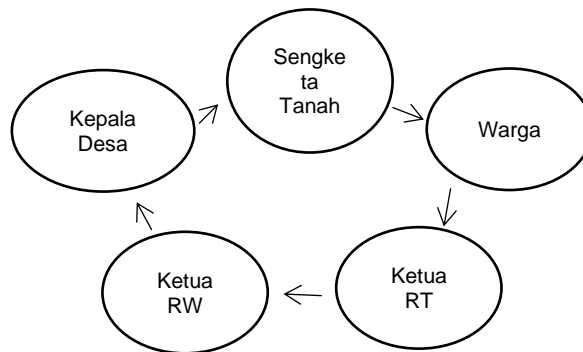 Sengke
ta
Tanah
Warga
Ketua
RT
Ketua
RW
Kepala
Desa